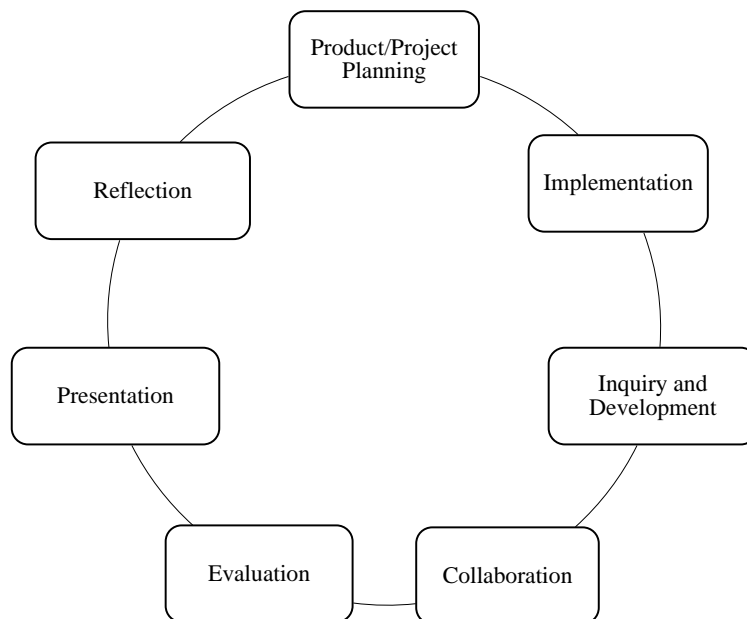 Product/Project
Planning
Implementation
Inquiry and
Development
Collaboration
Evaluation
Presentation
Reflection